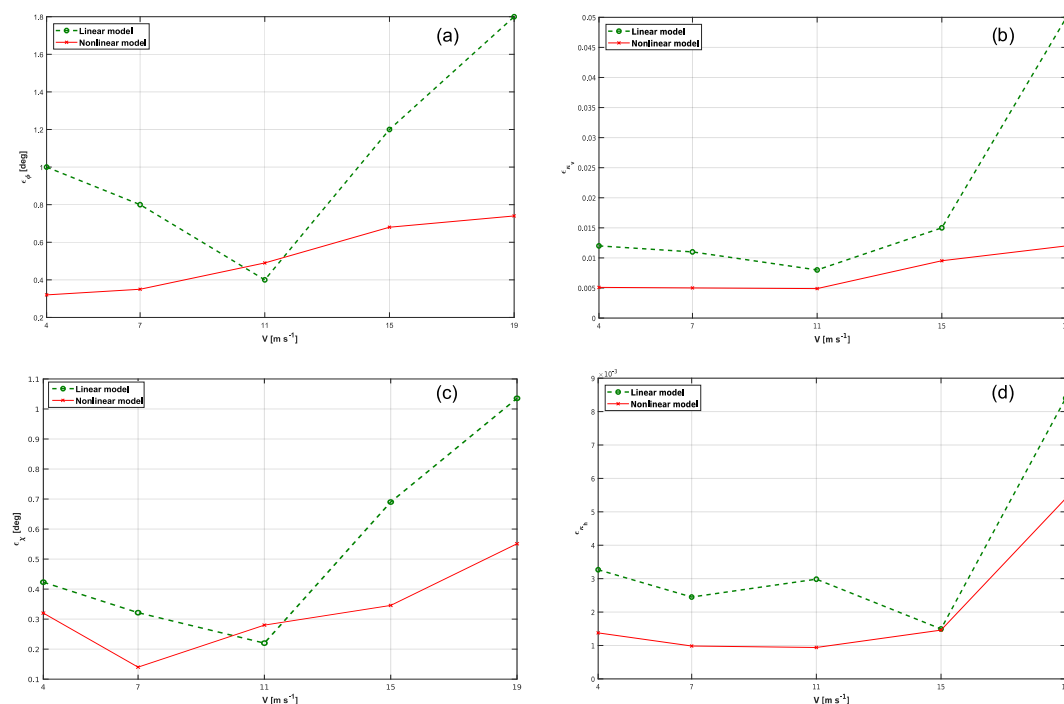 1.8
1.6
1.4
1.2
1
0.8
0.6
0.4
0.2
ϵϕ [deg]
Linear model
Nonlinear model
(a)
4 7 11 15 19
V [m s⁻¹]
0.05
0.045
0.04
0.035
0.03
0.025
0.02
0.015
0.01
0.005
0
ϵκv
Linear model
Nonlinear model
(b)
4 7 11 15
V [m s⁻¹]
1.1
1
0.9
0.8
0.7
0.6
0.5
0.4
0.3
0.2
0.1
ϵχ [deg]
Linear model
Nonlinear model
(c)
4 7 11 15 19
V [m s⁻¹]
×10⁻³
9
8
7
6
5
4
3
2
1
0
ϵκh
Linear model
Nonlinear model
(d)
4 7 11 15
V [m s⁻¹]